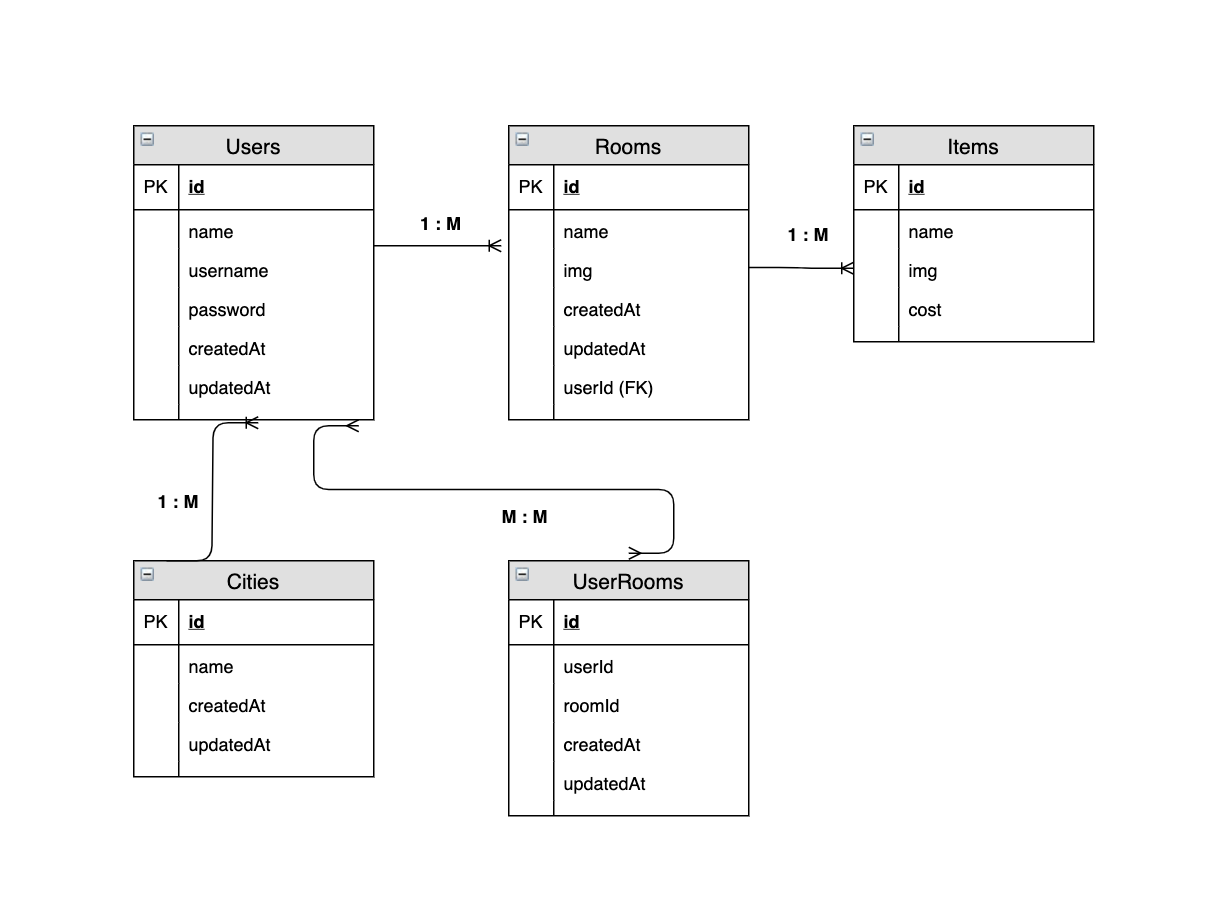 Users
PK id
name
username
password
createdAt
updatedAt
1 : M
Rooms
PK id
name
img
createdAt
updatedAt
userId (FK)
1 : M
Items
PK id
name
img
cost
1 : M
M : M
Cities
PK id
name
createdAt
updatedAt
UserRooms
PK id
userId
roomId
createdAt
updatedAt